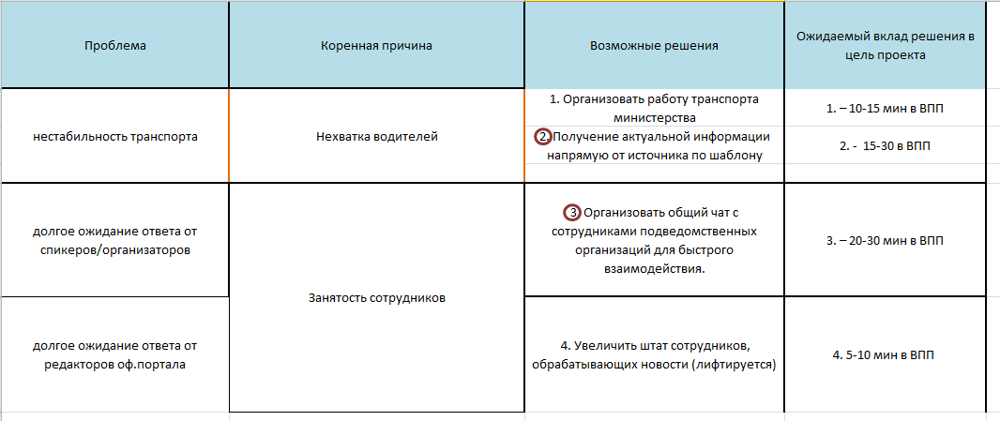 Проблема
Коренная причина
Возможные решения
Ожидаемый вклад решения в
цель проекта
нестабильность транспорта
Нехватка водителей
1. Организовать работу транспорта
министерства
2. Получение актуальной информации
напрямую от источника по шаблону
1. – 10-15 мин в ВПП
2. - 15-30 в ВПП
долгое ожидание ответа от
спикеров/организаторов
Занятость сотрудников
3 Организовать общий чат с
сотрудниками подведомственных
организаций для быстрого
взаимодействия.
3. – 20-30 мин в ВПП
долгое ожидание ответа от
редакторов оф.портала
4. Увеличить штат сотрудников,
обрабатывающих новости (лифтируется)
4. 5-10 мин в ВПП